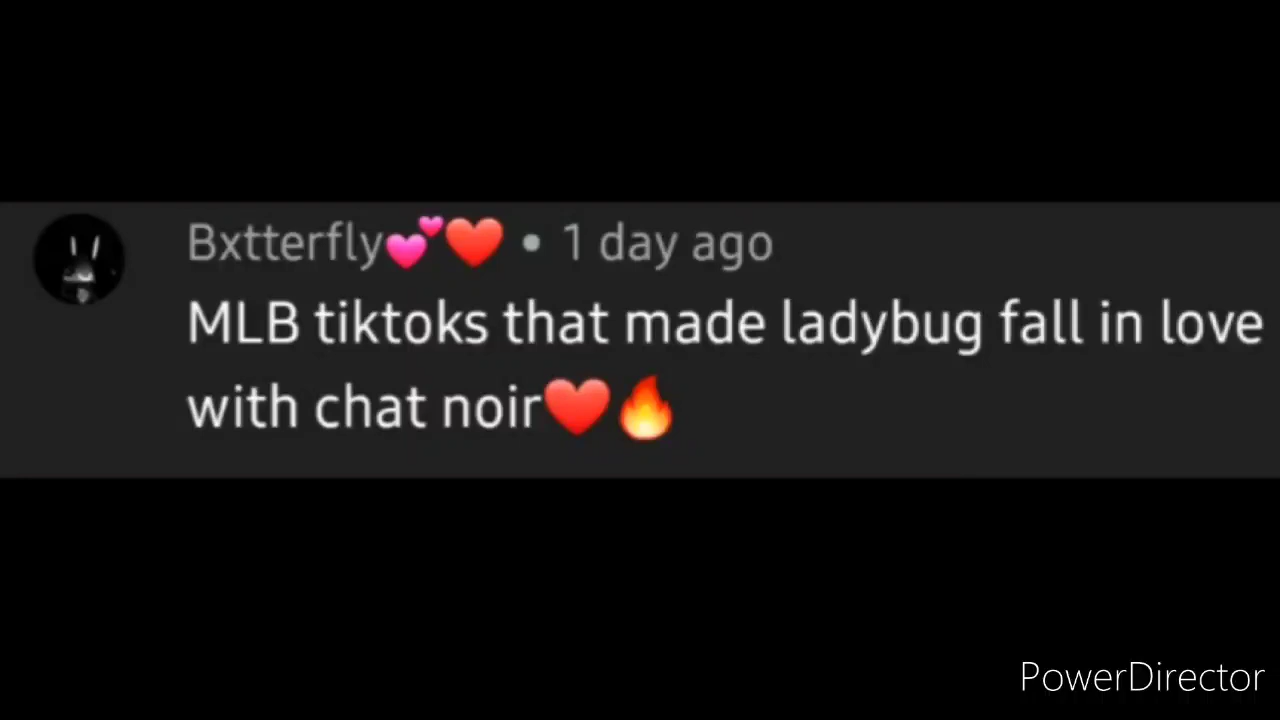 Bxtterfly💕❤️ • 1 day ago
MLB tiktoks that made ladybug fall in love
with chat noir❤️🔥
PowerDirector